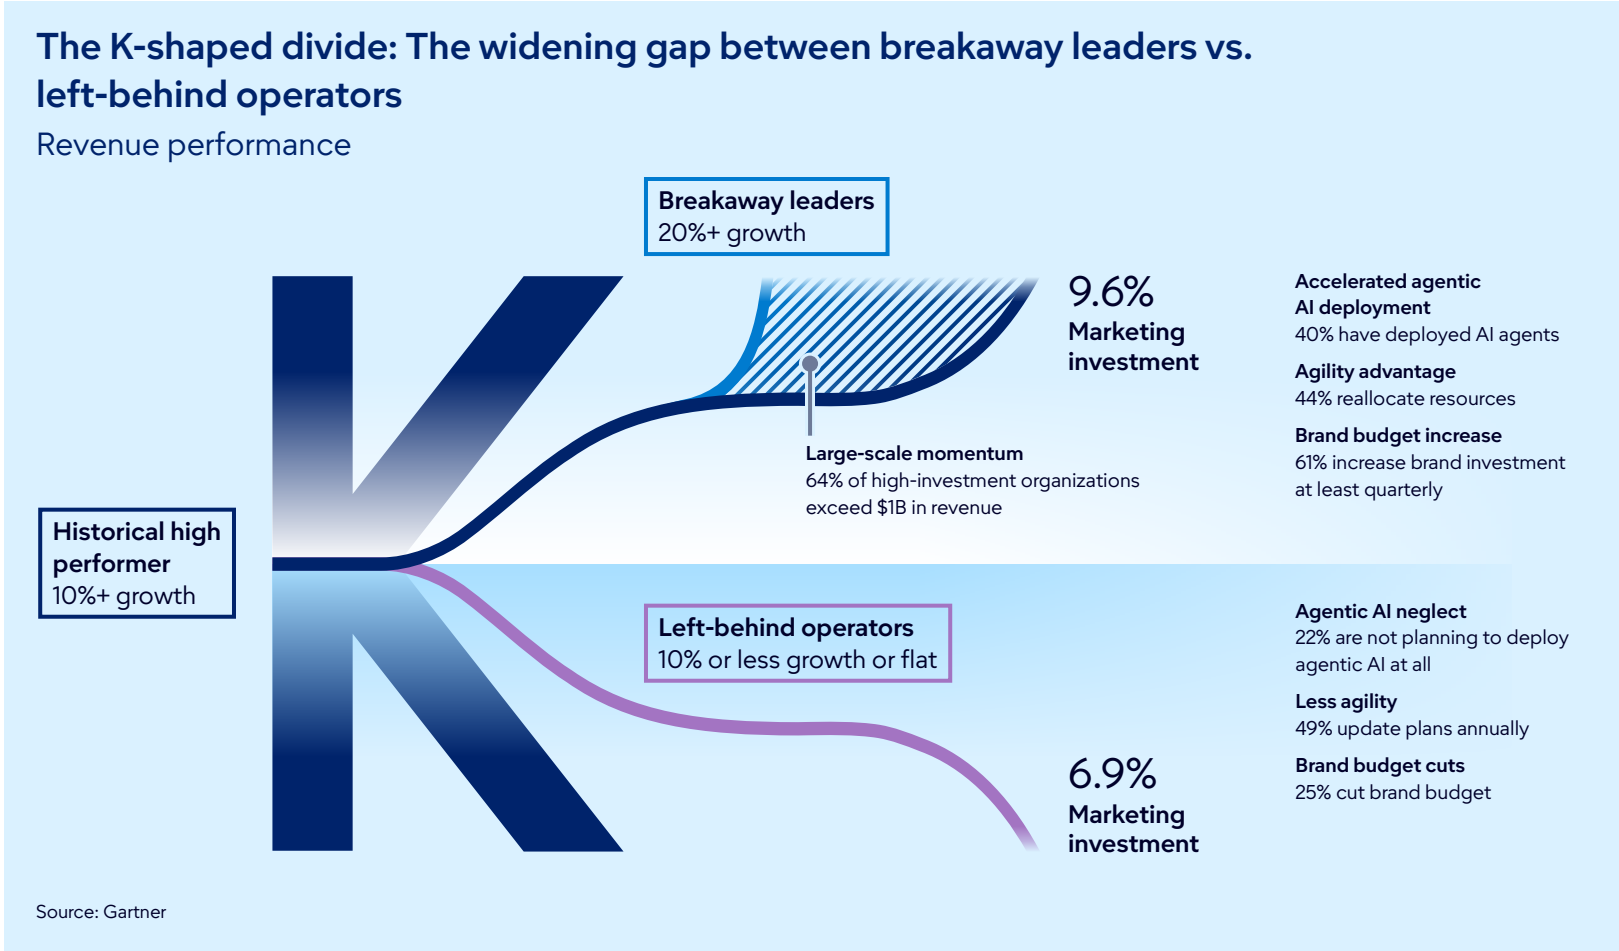 The K-shaped divide: The widening gap between breakaway leaders vs.
left-behind operators
Revenue performance
Breakaway leaders
20%+ growth
9.6%
Marketing
investment
Accelerated agentic
AI deployment
40% have deployed AI agents
Agility advantage
44% reallocate resources
Brand budget increase
61% increase brand investment
at least quarterly
Large-scale momentum
64% of high-investment organizations
exceed $1B in revenue
Historical high
performer
10%+ growth
Left-behind operators
10% or less growth or flat
6.9%
Marketing
investment
Agentic AI neglect
22% are not planning to deploy
agentic AI at all
Less agility
49% update plans annually
Brand budget cuts
25% cut brand budget
K
Source: Gartner